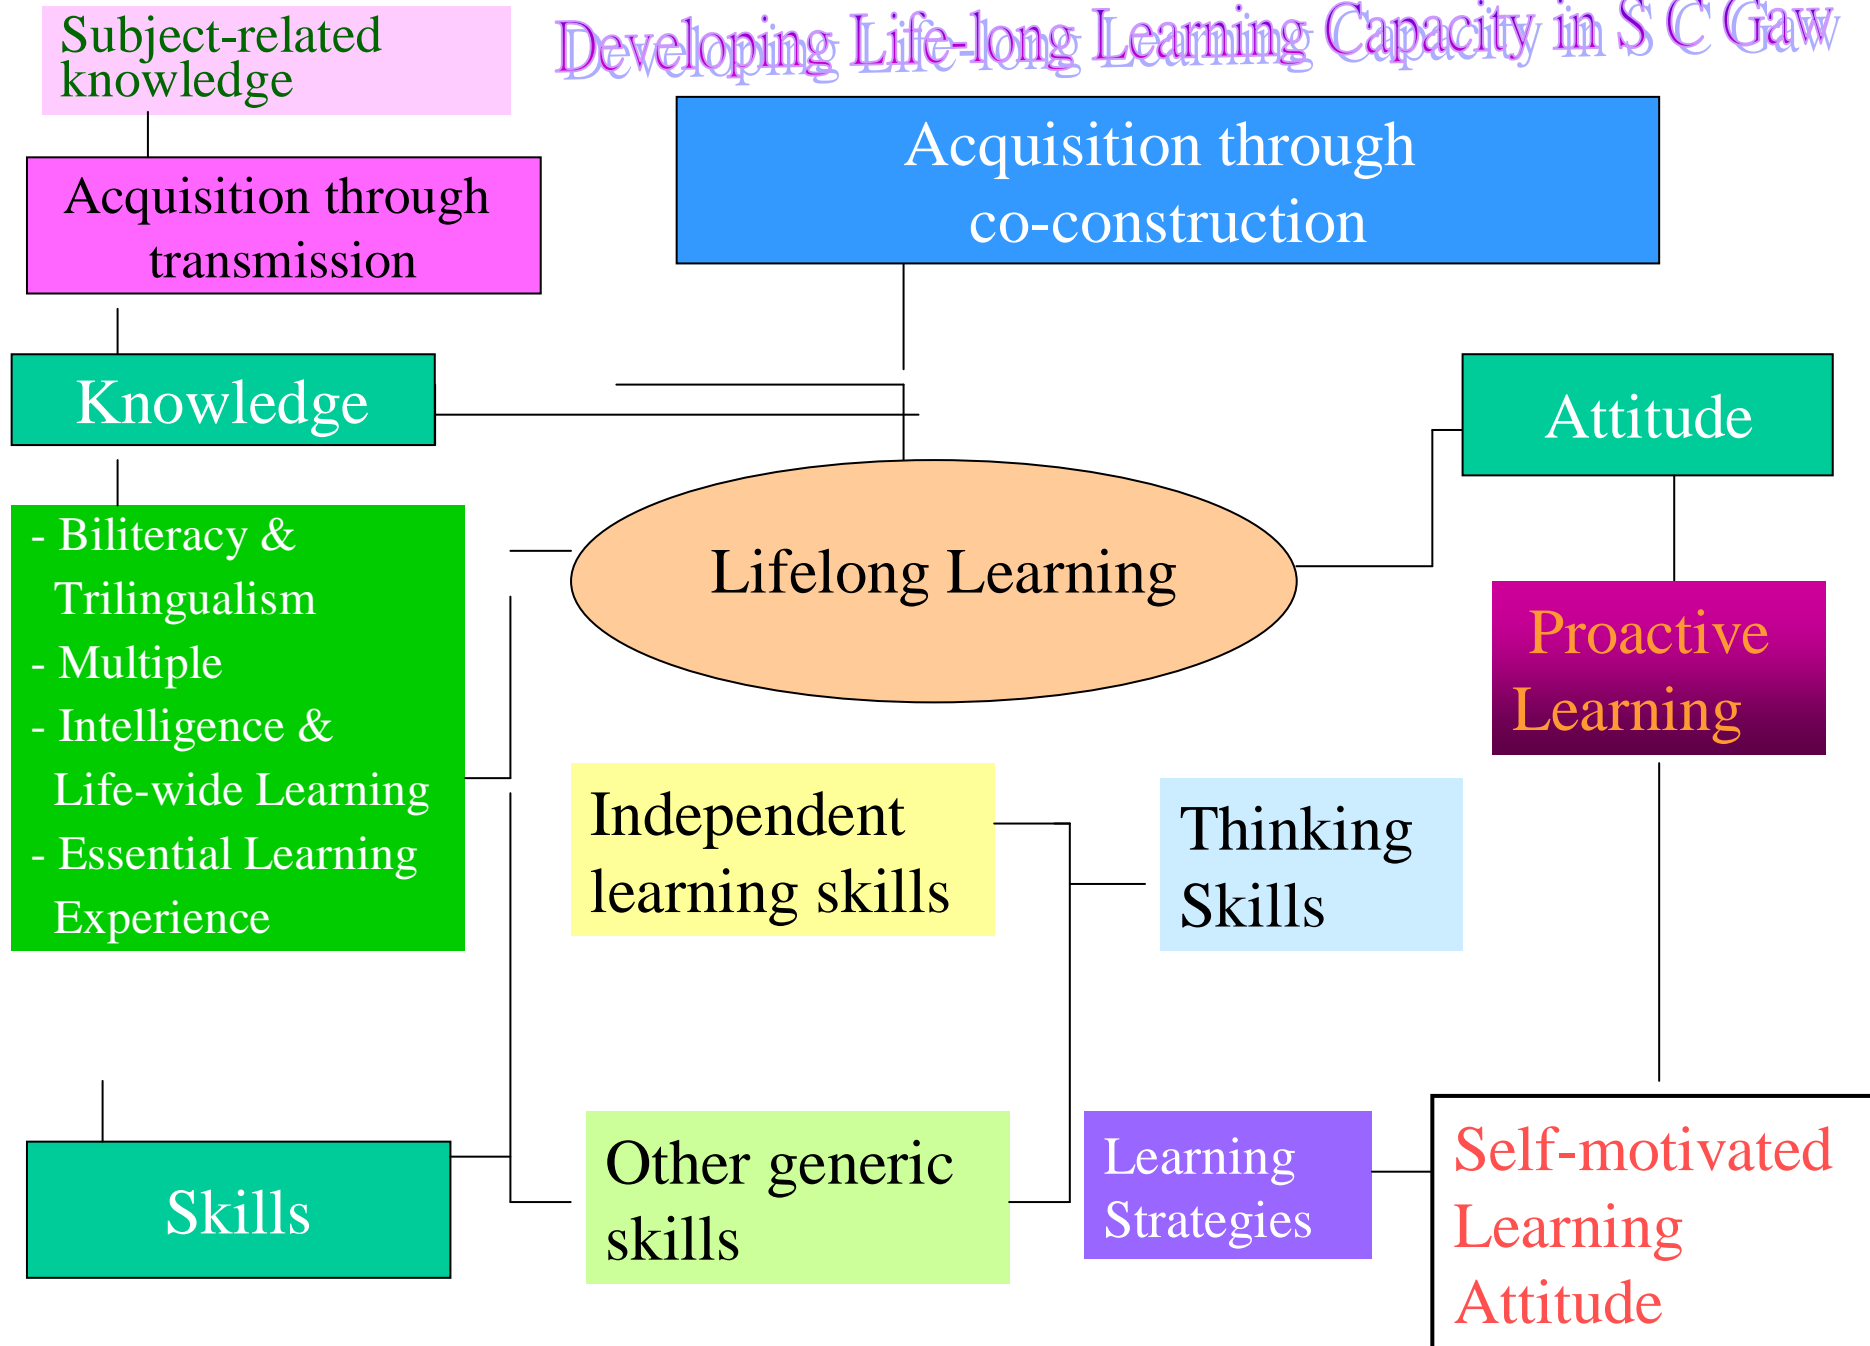 Developing Life-long Learning Capacity in S C Gaw
Subject-related
knowledge
Acquisition through
transmission
Acquisition through
co-construction
Knowledge
Attitude
- Biliteracy &
Trilingualism
- Multiple
- Intelligence &
Life-wide Learning
- Essential Learning
Experience
Lifelong Learning
Proactive
Learning
Independent
learning skills
Thinking
Skills
Skills
Other generic
skills
Learning
Strategies
Self-motivated
Learning
Attitude